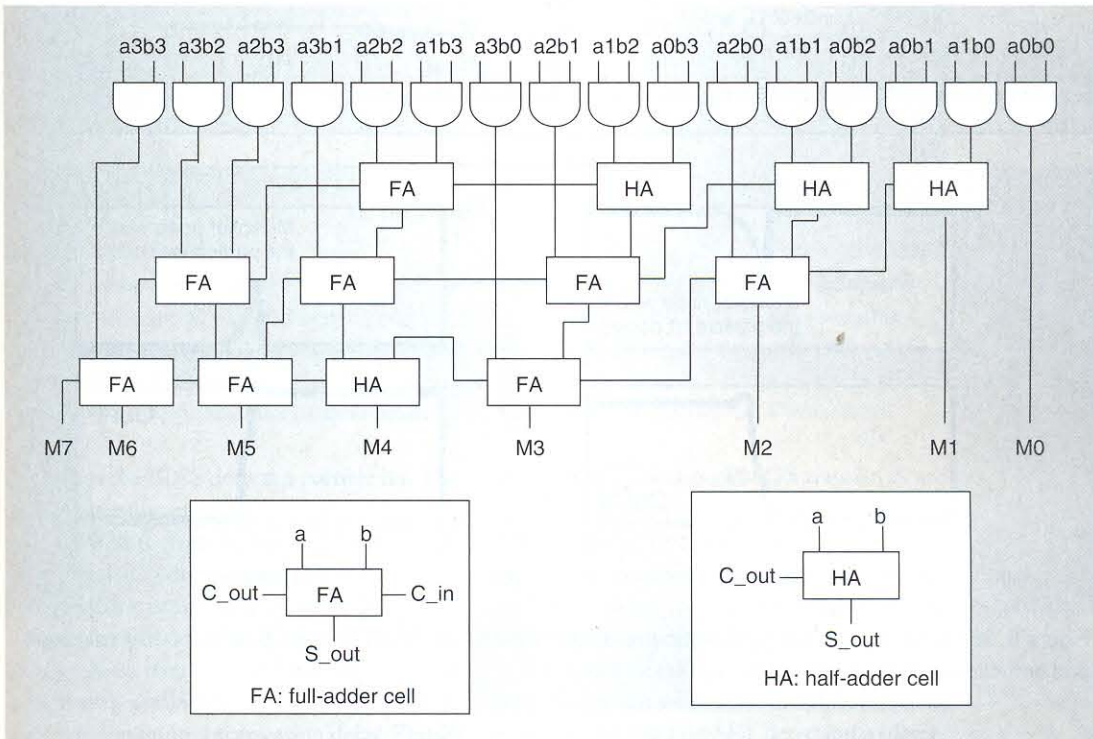 a3b3 a3b2 a2b3 a3b1 a2b2 a1b3 a3b0 a2b1 a1b2 a0b3 a2b0 a1b1 a0b2 a0b1 a1b0 a0b0
FA HA HA HA
FA FA FA FA
FA FA HA FA
M7 M6 M5 M4 M3 M2 M1 M0
a b
C_out FA C_in
S_out
FA: full-adder cell
a b
C_out HA
S_out
HA: half-adder cell